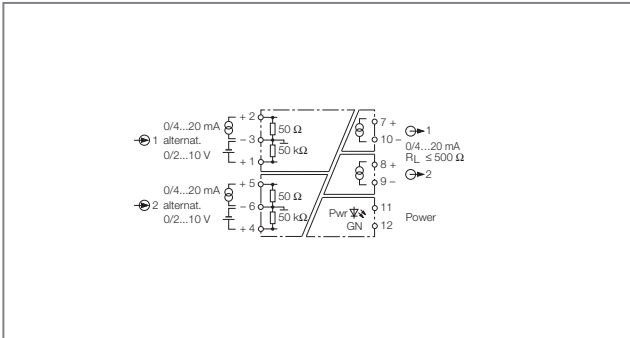 0/4...20 mA
1 alternat.
0/2...10 V
+ 2
- 3
+ 1
50 Ω
50 kΩ
7 +
10 -
1
0/4...20 mA
RL ≤ 500 Ω
8 +
9 -
2
0/4...20 mA
2 alternat.
0/2...10 V
+ 5
- 6
+ 4
50 Ω
50 kΩ
Pwr
GN
11
12
Power